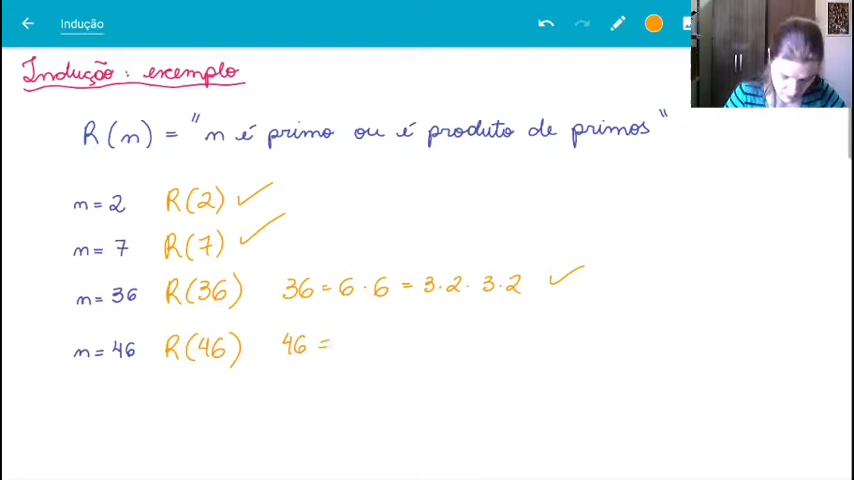 Indução
Indução: exemplo
R(n) = "n é primo ou é produto de primos"
n = 2 R(2) ✓
n = 7 R(7) ✓
n = 36 R(36) 36 = 6 · 6 = 3 · 2 · 3 · 2 ✓
n = 46 R(46) 46 =